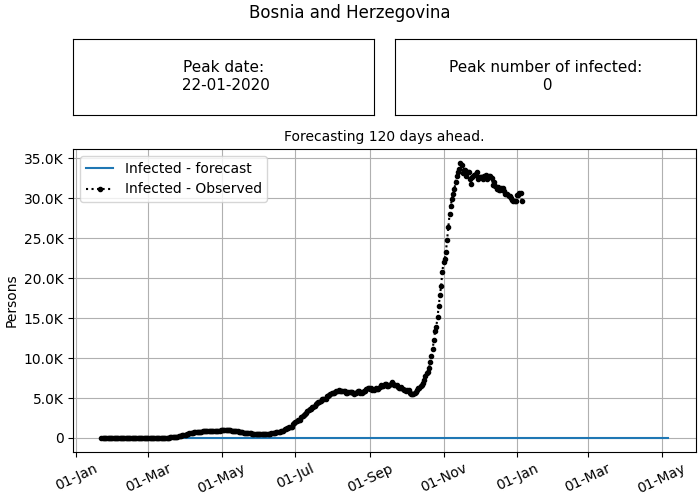 Bosnia and Herzegovina
Peak date:
22-01-2020
Peak number of infected:
0
Forecasting 120 days ahead.
Infected - forecast
Infected - Observed
Persons
35.0K
30.0K
25.0K
20.0K
15.0K
10.0K
5.0K
0
01-Jan
01-Mar
01-May
01-Jul
01-Sep
01-Nov
01-Jan
01-Mar
01-May